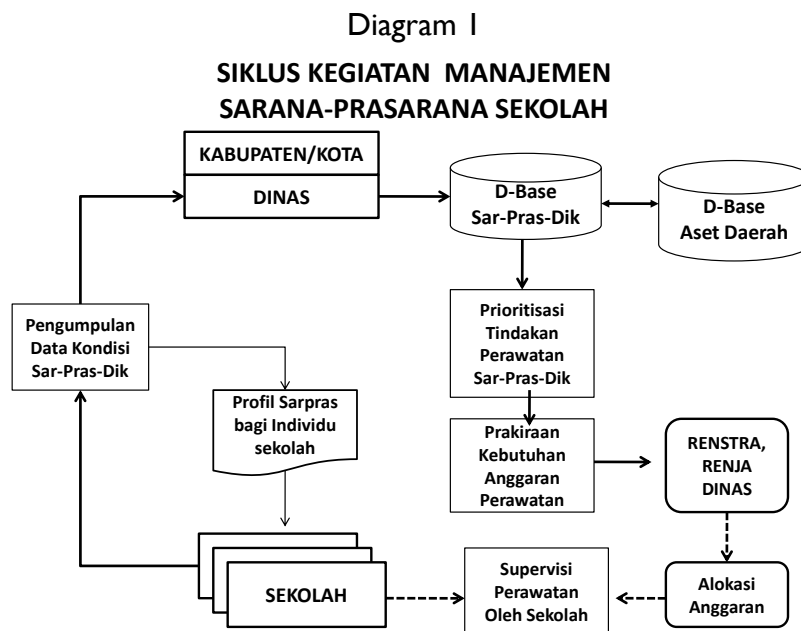 Diagram 1
SIKLUS KEGIATAN MANAJEMEN
SARANA-PRASARANA SEKOLAH
KABUPATEN/KOTA
DINAS
D-Base
Sar-Pras-Dik
D-Base
Aset Daerah
Pengumpulan
Data Kondisi
Sar-Pras-Dik
Prioritisasi
Tindakan
Perawatan
Sar-Pras-Dik
Profil Sarpras
bagi Individu
sekolah
Prakiraan
Kebutuhan
Anggaran
Perawatan
RENSTRA,
RENJA
DINAS
SEKOLAH
Supervisi
Perawatan
Oleh Sekolah
Alokasi
Anggaran